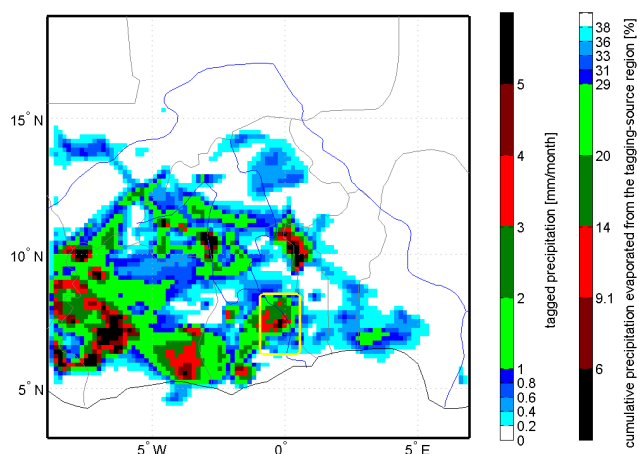 15° N
10° N
5° N
5° W
0°
5° E
5
4
3
2
1
0.8
0.6
0.4
0.2
0
tagged precipitation [mm/month]
38
36
33
31
29
20
14
9.1
6
cumulative precipitation evaporated from the tagging-source region [%]